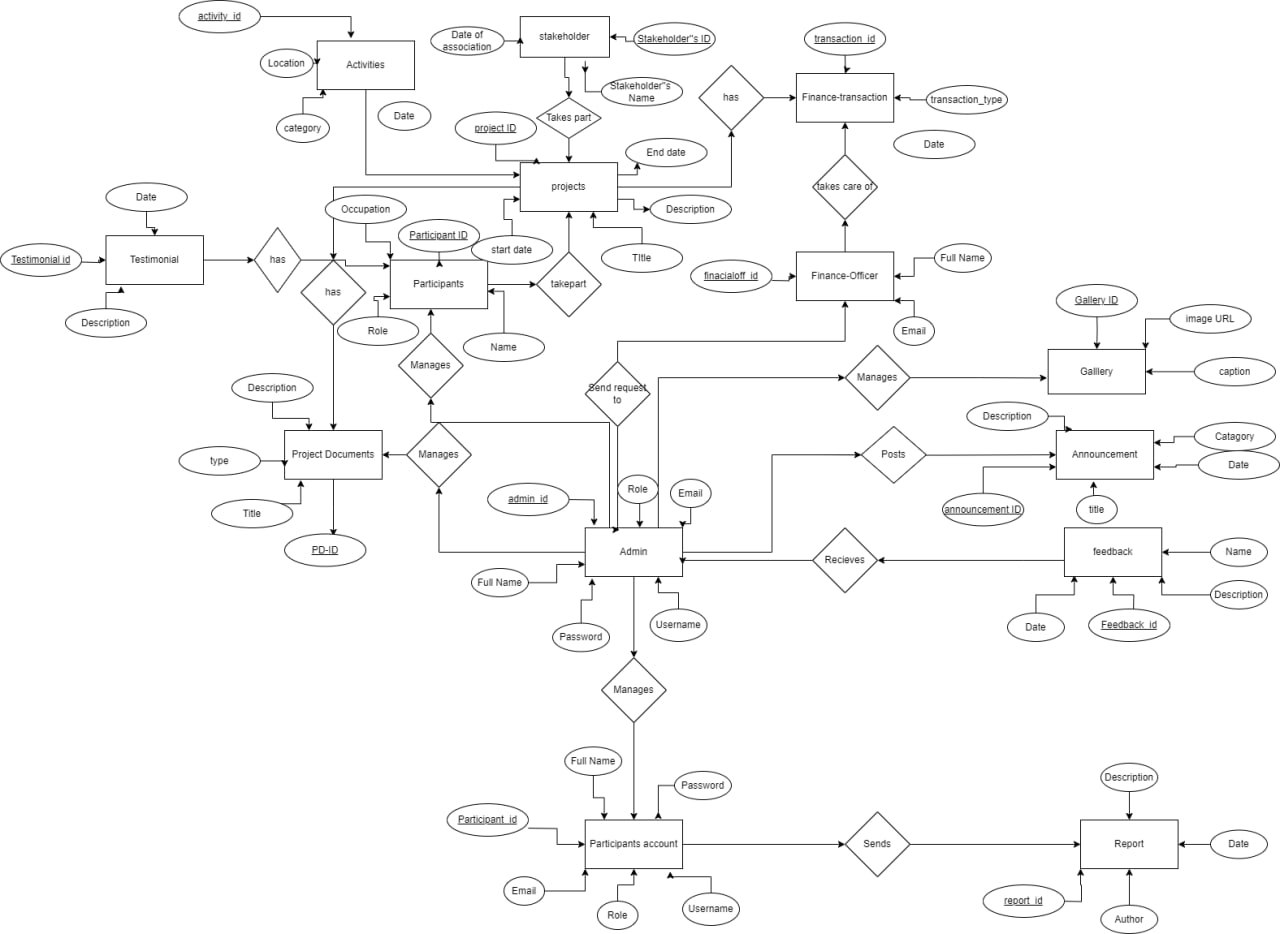 activity_id
stakeholder
Date of
association
Stakeholder"s ID
transaction_id
Location
Activities
Stakeholder"s
Name
has
Finance-transaction
transaction_type
category
Date
project ID
Takes part
Date
End date
projects
takes care of
Date
Occupation
Description
Participant ID
start date
TItle
Testimonial id
Testimonial
has
Full Name
finacialoff_id
Finance-Officer
has
Participants
takepart
Gallery ID
Description
Role
Name
Email
image URL
Manages
Send request
to
Manages
Galllery
caption
Description
Description
Catagory
type
Project Documents
Manages
Posts
Announcement
Date
Title
admin_id
Role
Email
announcement ID
title
PD-ID
Admin
Recieves
feedback
Name
Full Name
Description
Password
Username
Date
Feedback_id
Manages
Full Name
Password
Description
Participant_id
Participants account
Sends
Report
Date
Email
Role
Username
report_id
Author